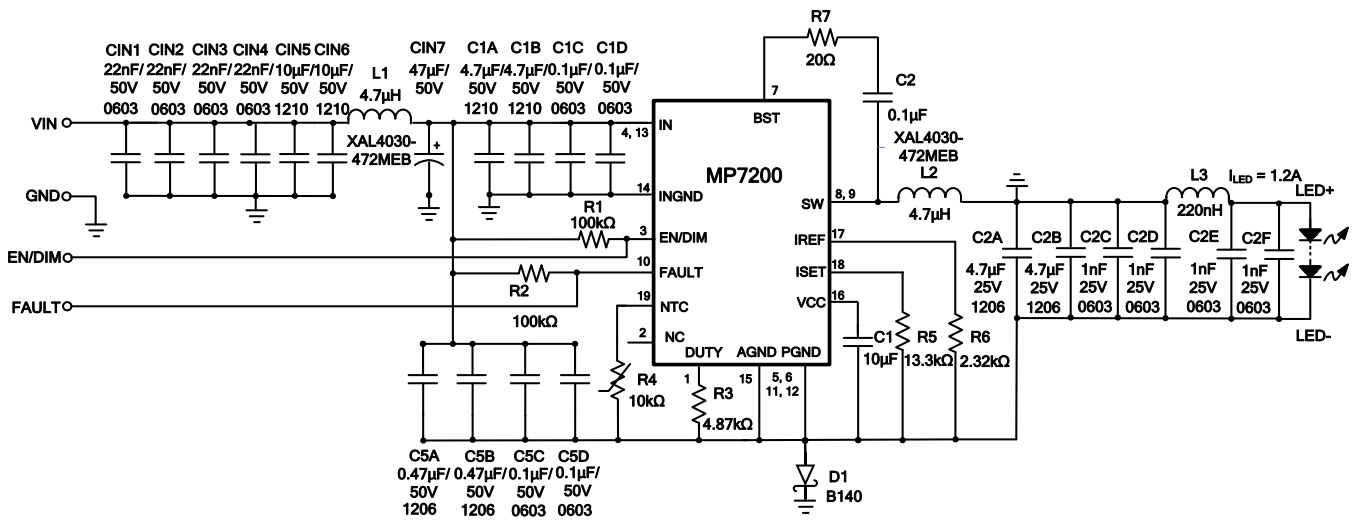 CIN1
22nF/
50V
0603
CIN2
22nF/
50V
0603
CIN3
22nF/
50V
0603
CIN4
22nF/
50V
0603
CIN5
10µF/
50V
1210
CIN6
10µF/
50V
1210
L1
4.7µH
XAL4030-
472MEB
CIN7
47µF/
50V
+
C1A
4.7µF/
50V
1210
C1B
4.7µF/
50V
1210
C1C
0.1µF/
50V
0603
C1D
0.1µF/
50V
0603
R7
20Ω
C2
0.1µF
XAL4030-
472MEB
L2
4.7µH
VIN
GND
EN/DIM
FAULT
R1
100kΩ
R2
100kΩ
MP7200
7
BST
4, 13
IN
14
INGND
3
EN/DIM
10
FAULT
19
NTC
2
NC
8, 9
SW
17
IREF
18
ISET
16
VCC
DUTY
AGND
PGND
1
15
5, 6
11, 12
R4
10kΩ
R3
4.87kΩ
C1
10µF
R5
13.3kΩ
R6
2.32kΩ
C2A
4.7µF
25V
1206
C2B
4.7µF
25V
1206
C2C
1nF
25V
0603
C2D
1nF
25V
0603
L3
220nH
ILED = 1.2A
LED+
C2E
1nF
25V
0603
C2F
1nF
25V
0603
LED-
C5A
0.47µF/
50V
1206
C5B
0.47µF/
50V
1206
C5C
0.1µF/
50V
0603
C5D
0.1µF/
50V
0603
D1
B140